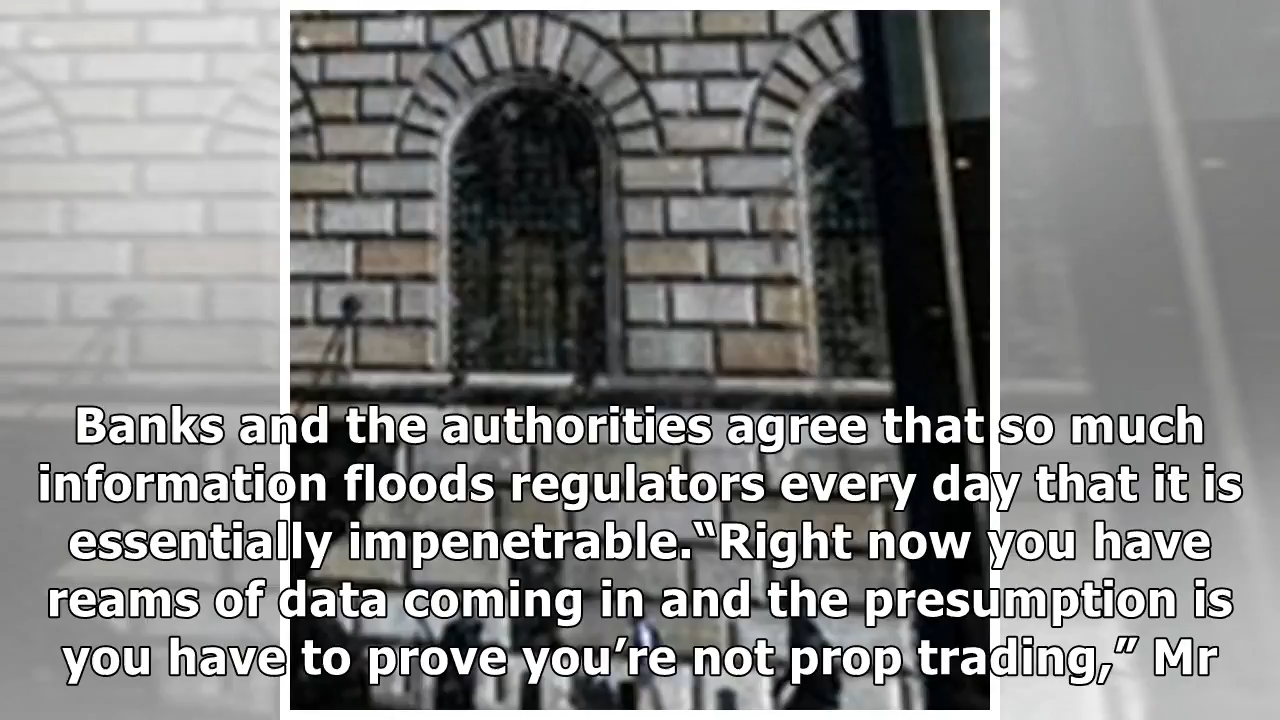 Banks and the authorities agree that so much
information floods regulators every day that it is
essentially impenetrable.“Right now you have
reams of data coming in and the presumption is
you have to prove you’re not prop trading,” Mr